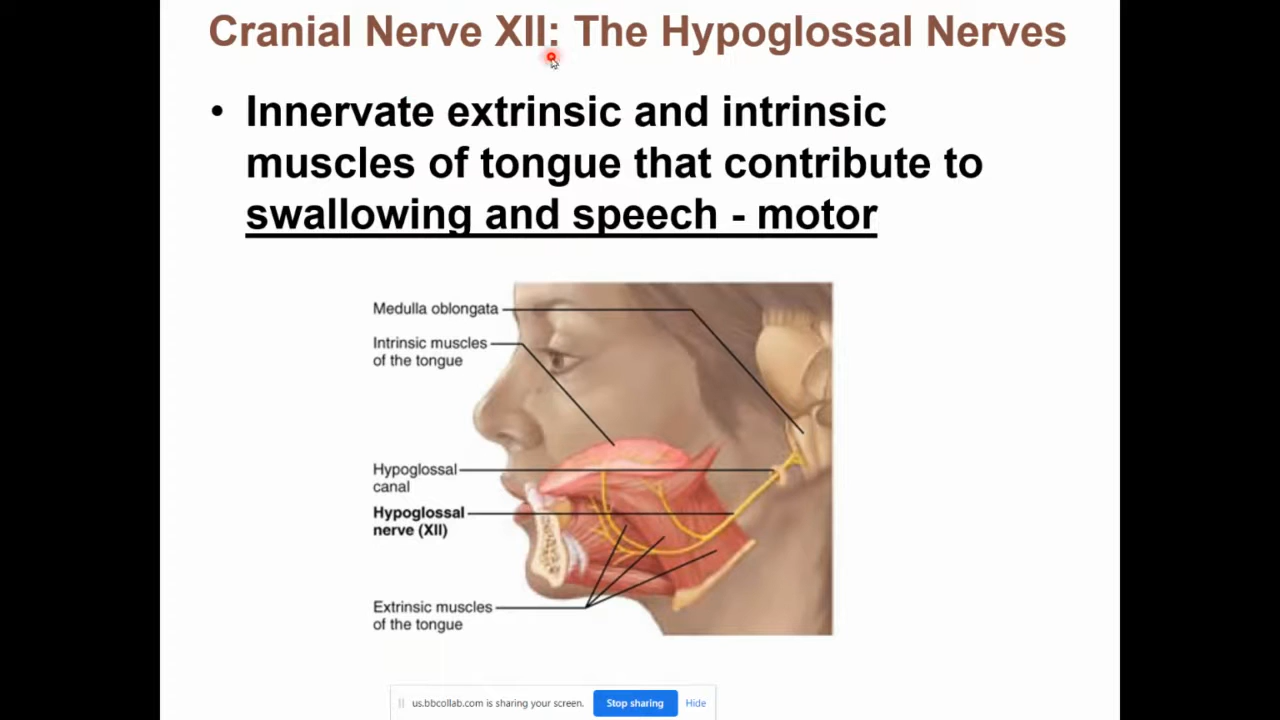 Cranial Nerve XII: The Hypoglossal Nerves
• Innervate extrinsic and intrinsic
muscles of tongue that contribute to
swallowing and speech - motor
Medulla oblongata
Intrinsic muscles
of the tongue
Hypoglossal
canal
Hypoglossal
nerve (XII)
Extrinsic muscles
of the tongue
us.bbcollab.com is sharing your screen. Stop sharing Hide